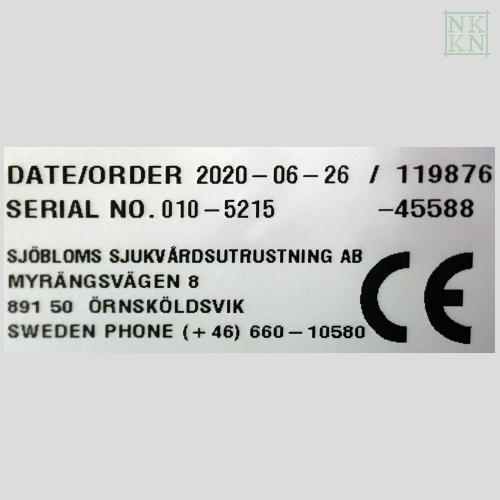 NK
KN
DATE/ORDER 2020-06-26 / 119876
SERIAL NO. 010-5215 -45588
SJÖBLOMS SJUKVÅRDSUTRUSTNING AB
MYRÄNGSVÄGEN 8
891 50 ÖRNSKÖLDSVIK
SWEDEN PHONE (+46) 660-10580
CE